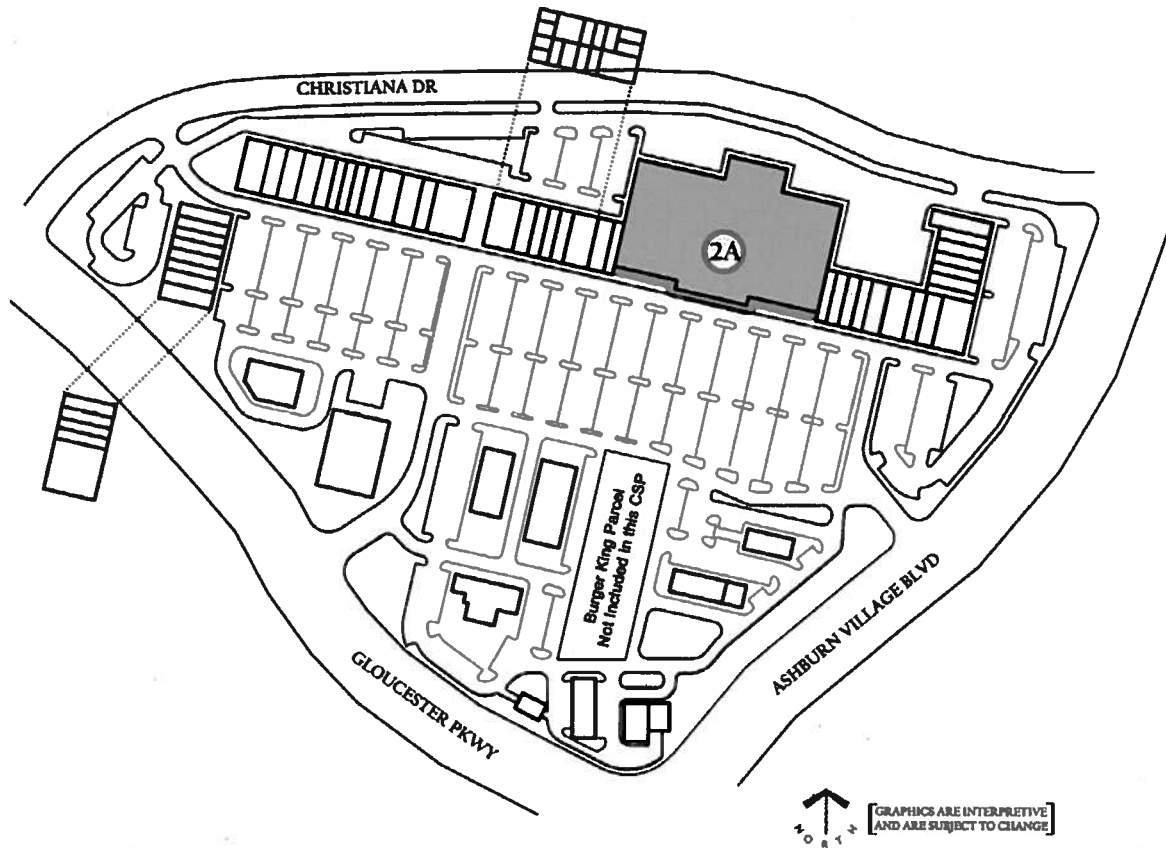 CHRISTIANA DR
2A
Burger King Parcel
Not Included in this CSP
ASHBURN VILLAGE BLVD
GLOUCESTER PKWY
NORTH
[GRAPHICS ARE INTERPRETIVE
AND ARE SUBJECT TO CHANGE]